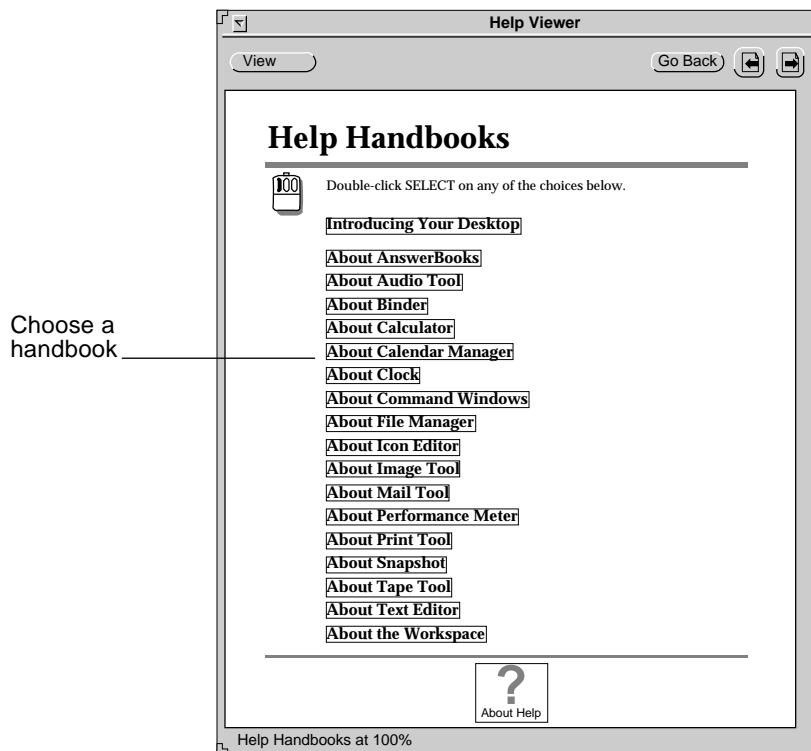 Help Viewer
View
Go Back
Help Handbooks
Double-click SELECT on any of the choices below.
Introducing Your Desktop
About AnswerBooks
About Audio Tool
About Binder
About Calculator
Choose a
handbook
About Calendar Manager
About Clock
About Command Windows
About File Manager
About Icon Editor
About Image Tool
About Mail Tool
About Performance Meter
About Print Tool
About Snapshot
About Tape Tool
About Text Editor
About the Workspace
?
About Help
Help Handbooks at 100%